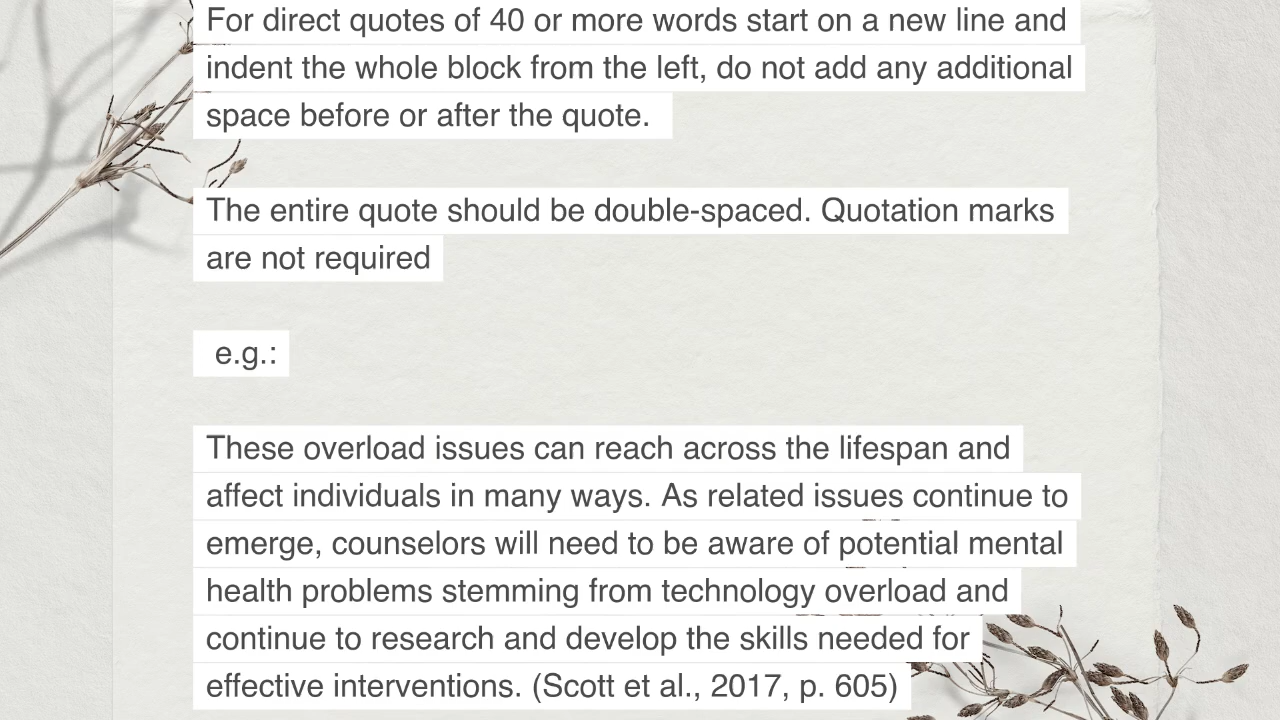 For direct quotes of 40 or more words start on a new line and
indent the whole block from the left, do not add any additional
space before or after the quote.
The entire quote should be double-spaced. Quotation marks
are not required
e.g.:
These overload issues can reach across the lifespan and
affect individuals in many ways. As related issues continue to
emerge, counselors will need to be aware of potential mental
health problems stemming from technology overload and
continue to research and develop the skills needed for
effective interventions. (Scott et al., 2017, p. 605)